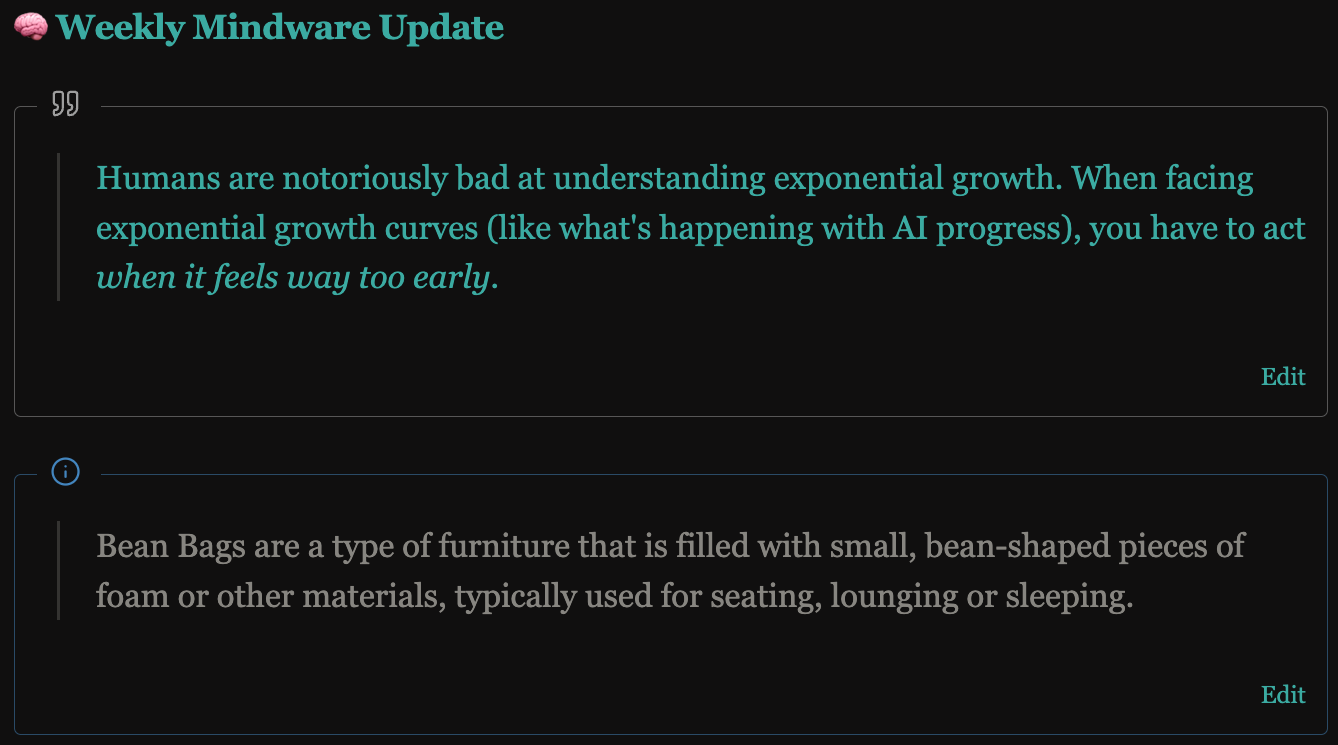 🧠 Weekly Mindware Update
Humans are notoriously bad at understanding exponential growth. When facing
exponential growth curves (like what's happening with AI progress), you have to act
when it feels way too early.
Edit
Bean Bags are a type of furniture that is filled with small, bean-shaped pieces of
foam or other materials, typically used for seating, lounging or sleeping.
Edit